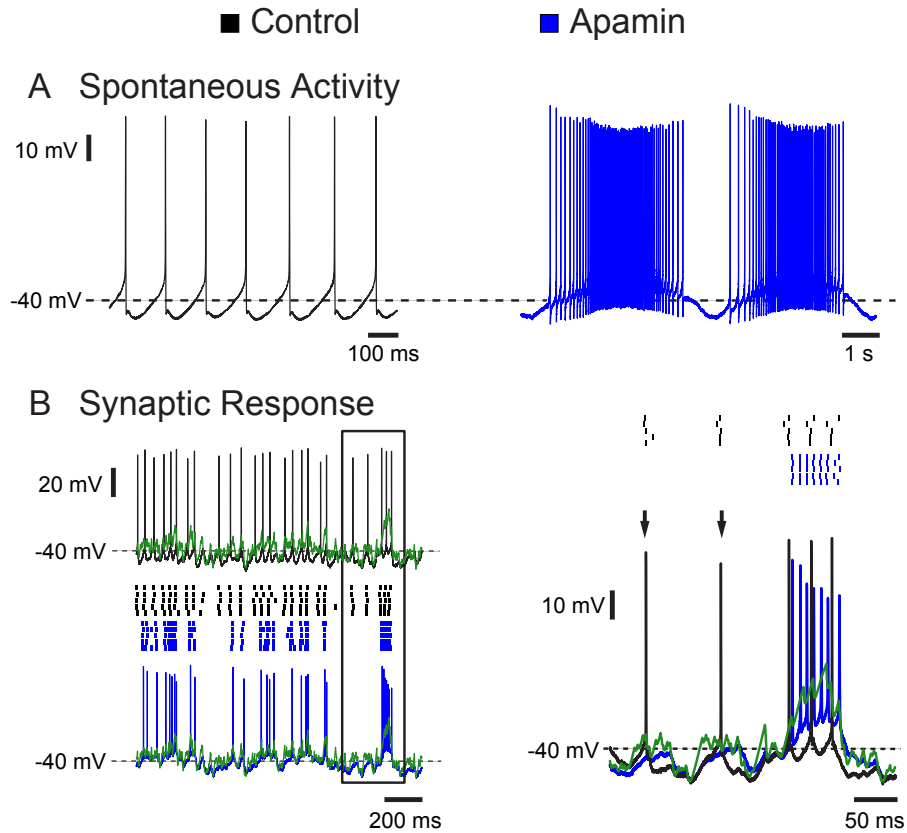 Control Apamin
A Spontaneous Activity
10 mV
-40 mV
100 ms 1 s
B Synaptic Response
20 mV
-40 mV
10 mV
-40 mV
-40 mV
200 ms 50 ms